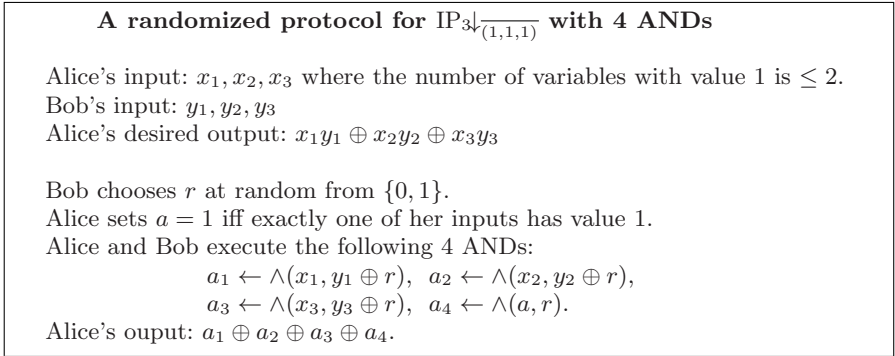 A randomized protocol for IP₃↓_{\overline{(1,1,1)}} with 4 ANDs
Alice's input: x₁, x₂, x₃ where the number of variables with value 1 is ≤ 2.
Bob's input: y₁, y₂, y₃
Alice's desired output: x₁y₁ ⊕ x₂y₂ ⊕ x₃y₃
Bob chooses r at random from {0, 1}.
Alice sets a = 1 iff exactly one of her inputs has value 1.
Alice and Bob execute the following 4 ANDs:
a₁ ← ∧(x₁, y₁ ⊕ r), a₂ ← ∧(x₂, y₂ ⊕ r),
a₃ ← ∧(x₃, y₃ ⊕ r), a₄ ← ∧(a, r).
Alice's ouput: a₁ ⊕ a₂ ⊕ a₃ ⊕ a₄.